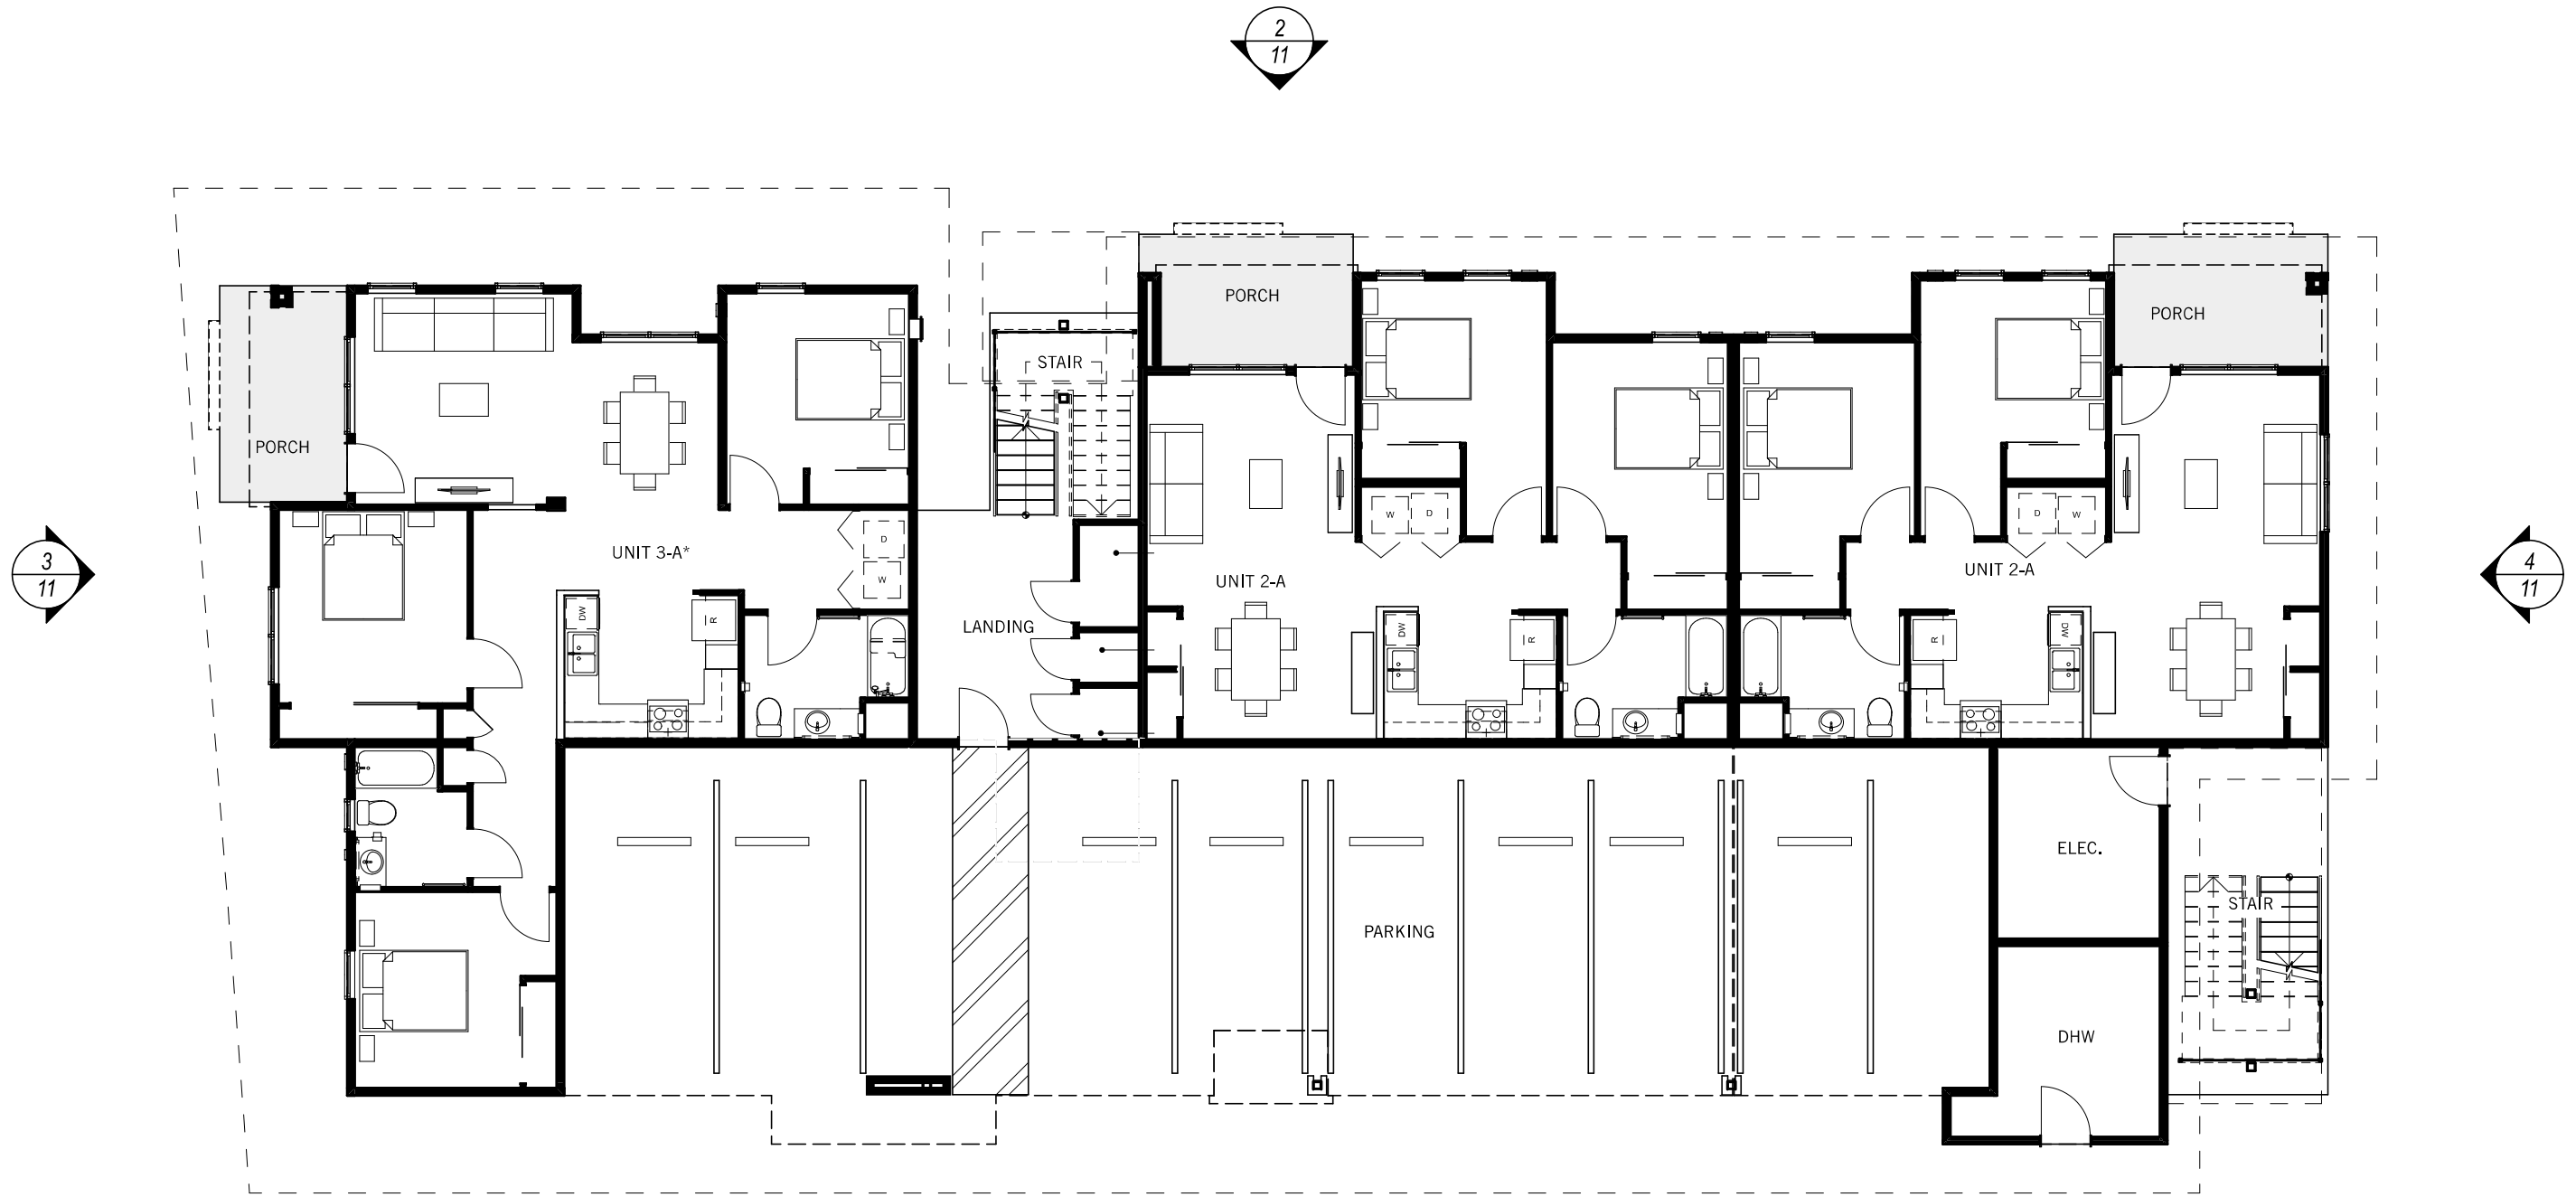 2
11
PORCH
PORCH
STAIR
PORCH
W
D
D
W
UNIT 3-A*
D
W
UNIT 2-A
UNIT 2-A
3
11
4
11
DW
R
LANDING
DW
R
R
DW
ELEC.
STAIR
PARKING
DHW